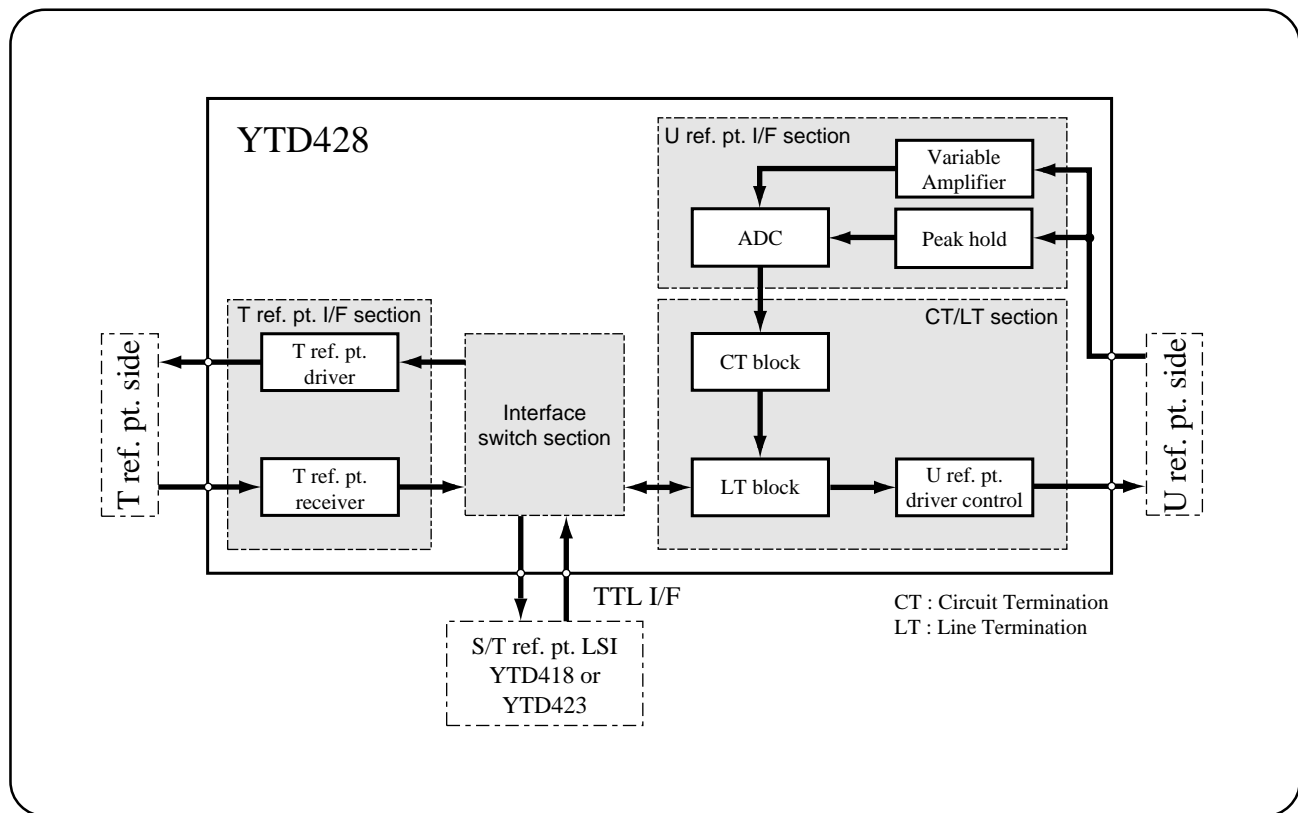 YTD428
U ref. pt. I/F section
Variable
Amplifier
ADC
Peak hold
T ref. pt. I/F section
CT/LT section
T ref. pt. side
T ref. pt.
driver
CT block
U ref. pt. side
Interface
switch section
T ref. pt.
receiver
LT block
U ref. pt.
driver control
TTL I/F
CT : Circuit Termination
LT : Line Termination
S/T ref. pt. LSI
YTD418 or
YTD423